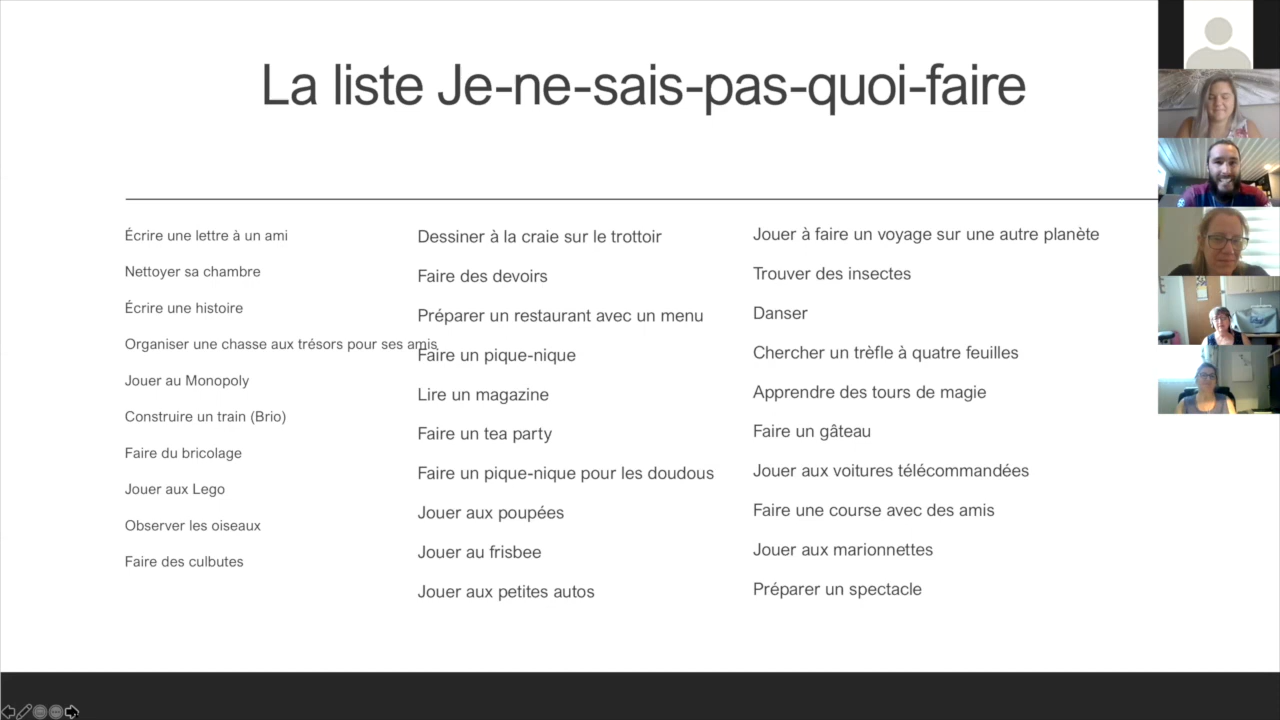 La liste Je-ne-sais-pas-quoi-faire
Écrire une lettre à un ami
Nettoyer sa chambre
Écrire une histoire
Organiser une chasse aux trésors pour ses amis
Jouer au Monopoly
Construire un train (Brio)
Faire du bricolage
Jouer aux Lego
Observer les oiseaux
Faire des culbutes
Dessiner à la craie sur le trottoir
Faire des devoirs
Préparer un restaurant avec un menu
Faire un pique-nique
Lire un magazine
Faire un tea party
Faire un pique-nique pour les doudous
Jouer aux poupées
Jouer au frisbee
Jouer aux petites autos
Jouer à faire un voyage sur une autre planète
Trouver des insectes
Danser
Chercher un trèfle à quatre feuilles
Apprendre des tours de magie
Faire un gâteau
Jouer aux voitures télécommandées
Faire une course avec des amis
Jouer aux marionnettes
Préparer un spectacle